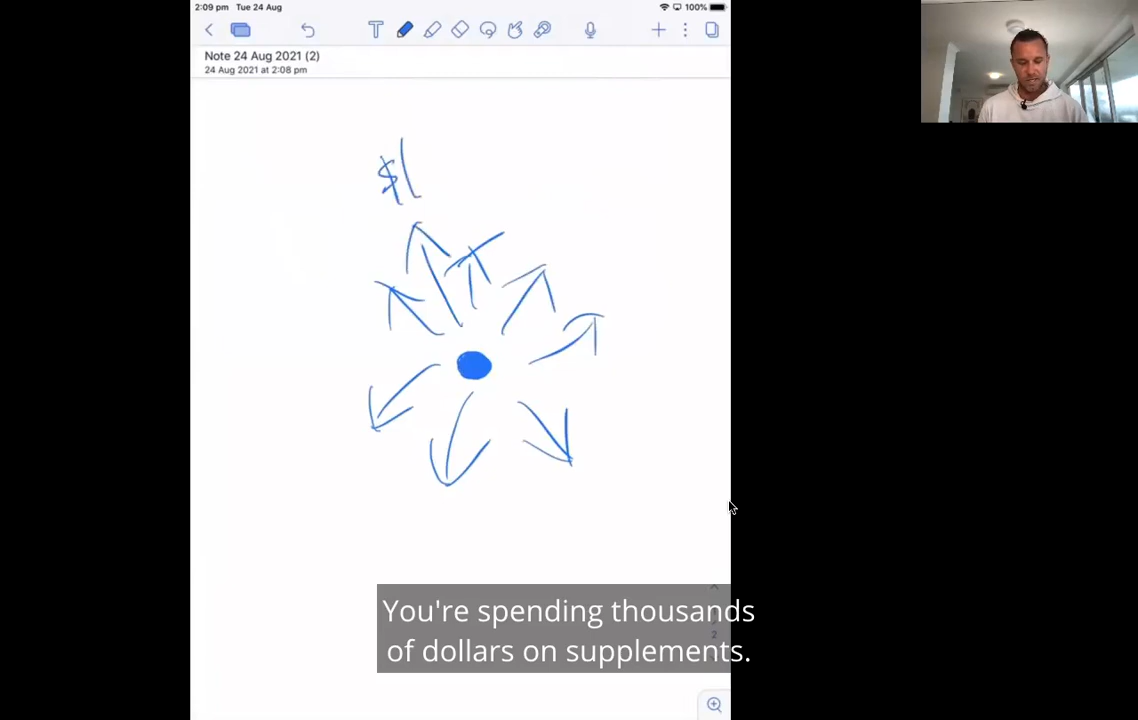 2:09 pm Tue 24 Aug
100%
T
Note 24 Aug 2021 (2)
24 Aug 2021 at 2:08 pm
$1
You're spending thousands
2
of dollars on supplements.